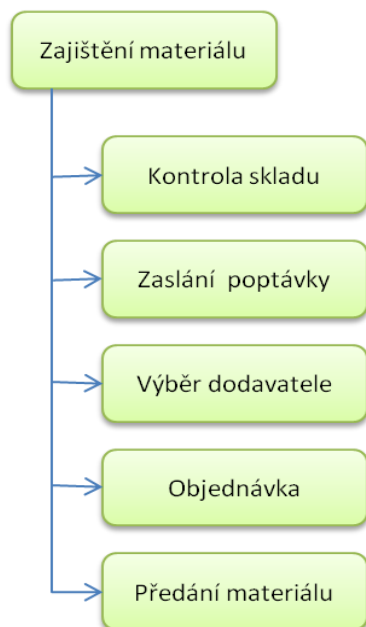 Zajištění materiálu
Kontrola skladu
Zaslání poptávky
Výběr dodavatele
Objednávka
Předání materiálu